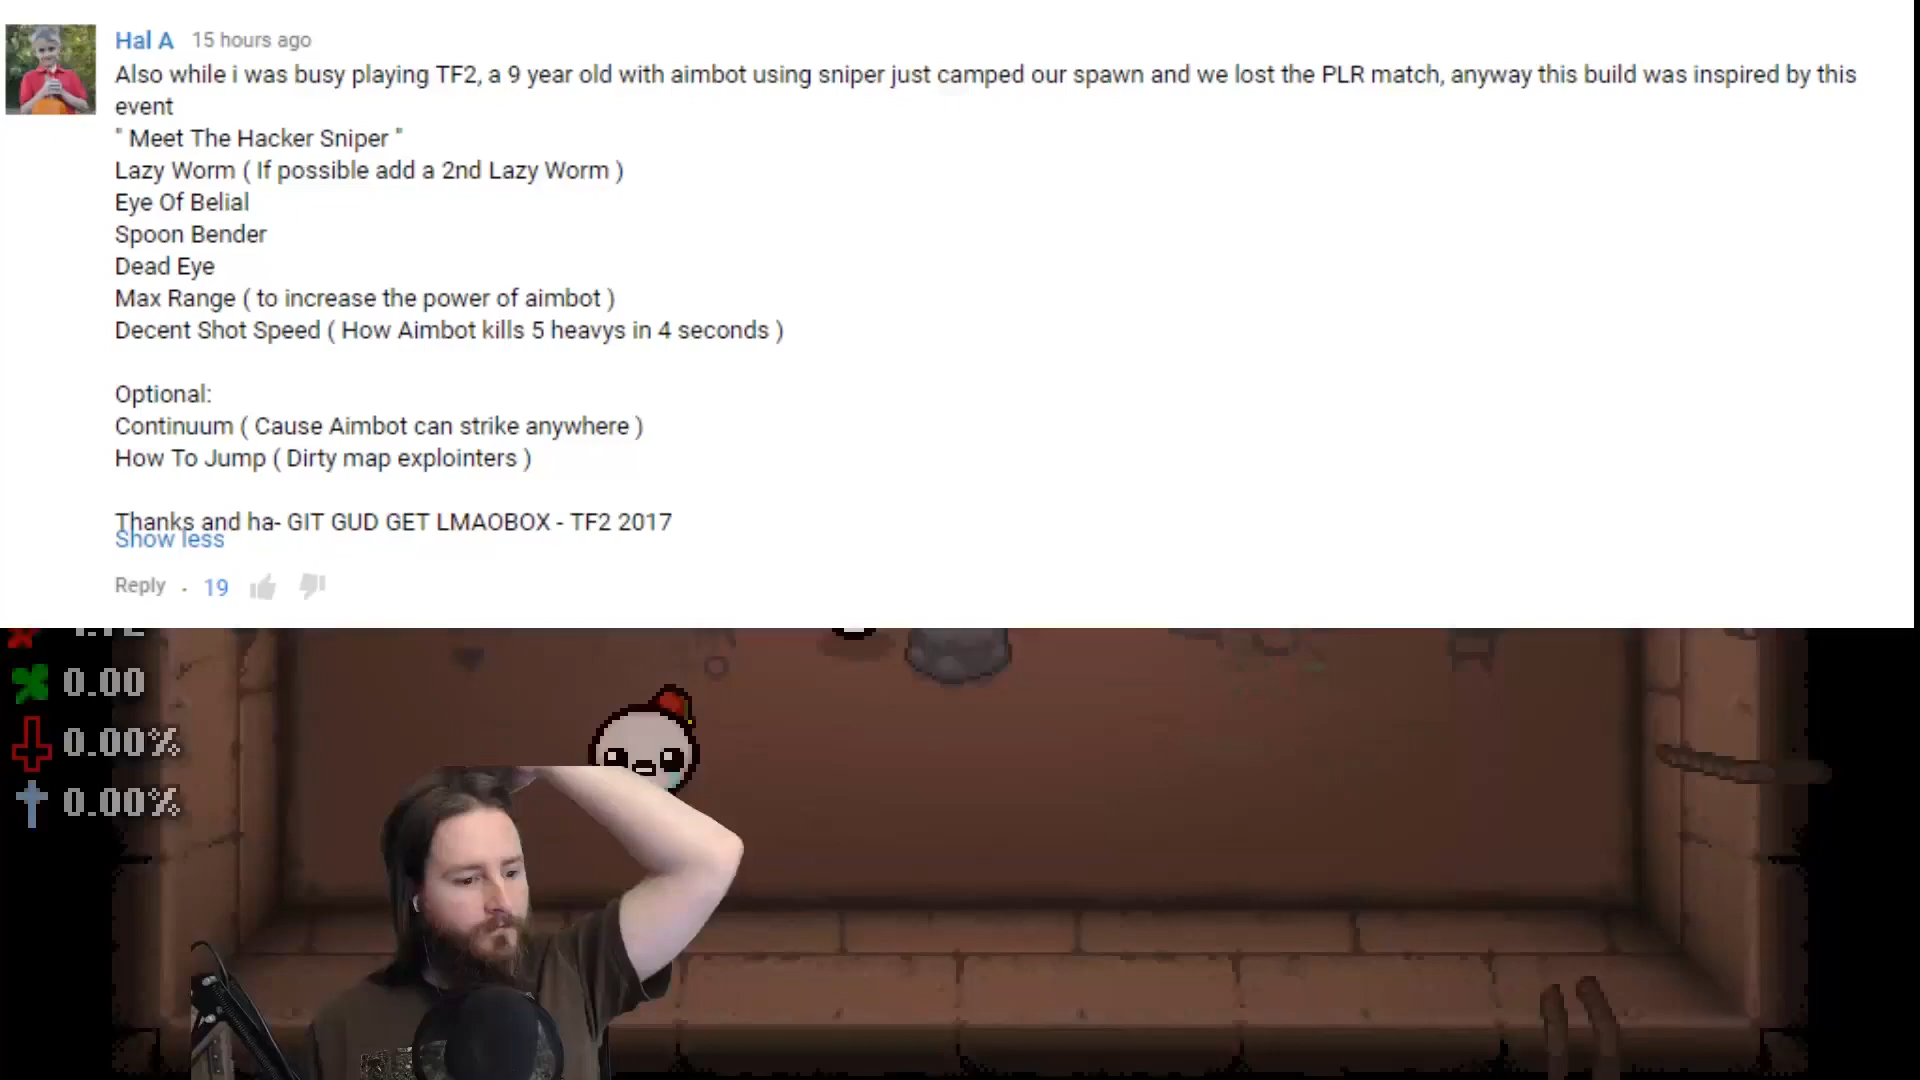 Hal A 15 hours ago
Also while i was busy playing TF2, a 9 year old with aimbot using sniper just camped our spawn and we lost the PLR match, anyway this build was inspired by this
event
" Meet The Hacker Sniper "
Lazy Worm ( If possible add a 2nd Lazy Worm )
Eye Of Belial
Spoon Bender
Dead Eye
Max Range ( to increase the power of aimbot )
Decent Shot Speed ( How Aimbot kills 5 heavys in 4 seconds )
Optional:
Continuum ( Cause Aimbot can strike anywhere )
How To Jump ( Dirty map explointers )
Thanks and ha- GIT GUD GET LMAOBOX - TF2 2017
Show less
Reply . 19
0.00
0.00%
0.00%